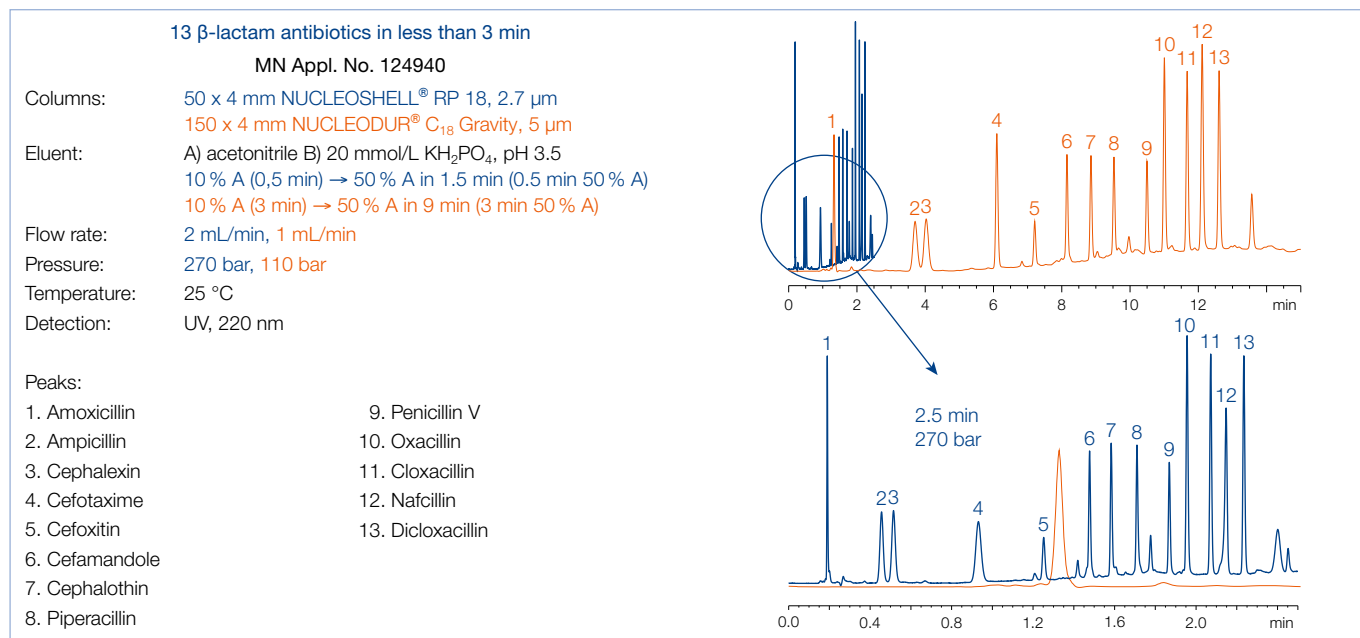 13 β-lactam antibiotics in less than 3 min
MN Appl. No. 124940
Columns: 50 x 4 mm NUCLEOSHELL® RP 18, 2.7 µm
150 x 4 mm NUCLEODUR® C₁₈ Gravity, 5 µm
Eluent: A) acetonitrile B) 20 mmol/L KH₂PO₄, pH 3.5
10 % A (0,5 min) → 50 % A in 1.5 min (0.5 min 50 % A)
10 % A (3 min) → 50 % A in 9 min (3 min 50 % A)
Flow rate: 2 mL/min, 1 mL/min
Pressure: 270 bar, 110 bar
Temperature: 25 °C
Detection: UV, 220 nm
Peaks:
1. Amoxicillin
2. Ampicillin
3. Cephalexin
4. Cefotaxime
5. Cefoxitin
6. Cefamandole
7. Cephalothin
8. Piperacillin
9. Penicillin V
10. Oxacillin
11. Cloxacillin
12. Nafcillin
13. Dicloxacillin
1 23 4 5 6 7 8 9 10 11 12 13
0 2 4 6 8 10 12 min
1 23 4 5 6 7 8 9 10 11 12 13
2.5 min
270 bar
0.0 0.4 0.8 1.2 1.6 2.0 min